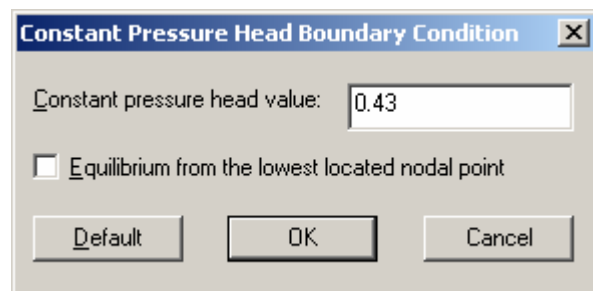 Constant Pressure Head Boundary Condition
Constant pressure head value: 0.43
Equilibrium from the lowest located nodal point
Default OK Cancel